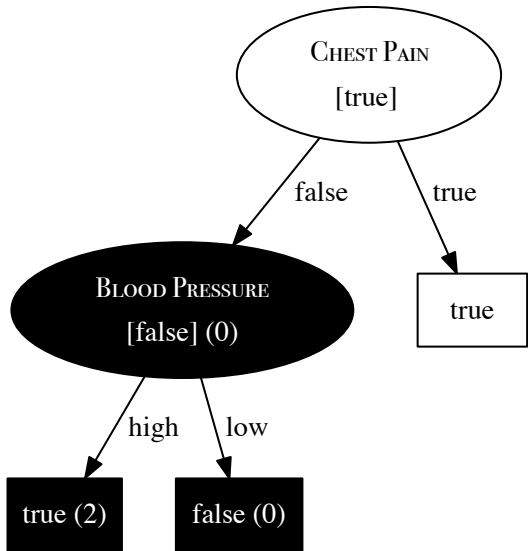 Chest Pain
[true]
false
true
Blood Pressure
[false] (0)
true
high
low
true (2)
false (0)